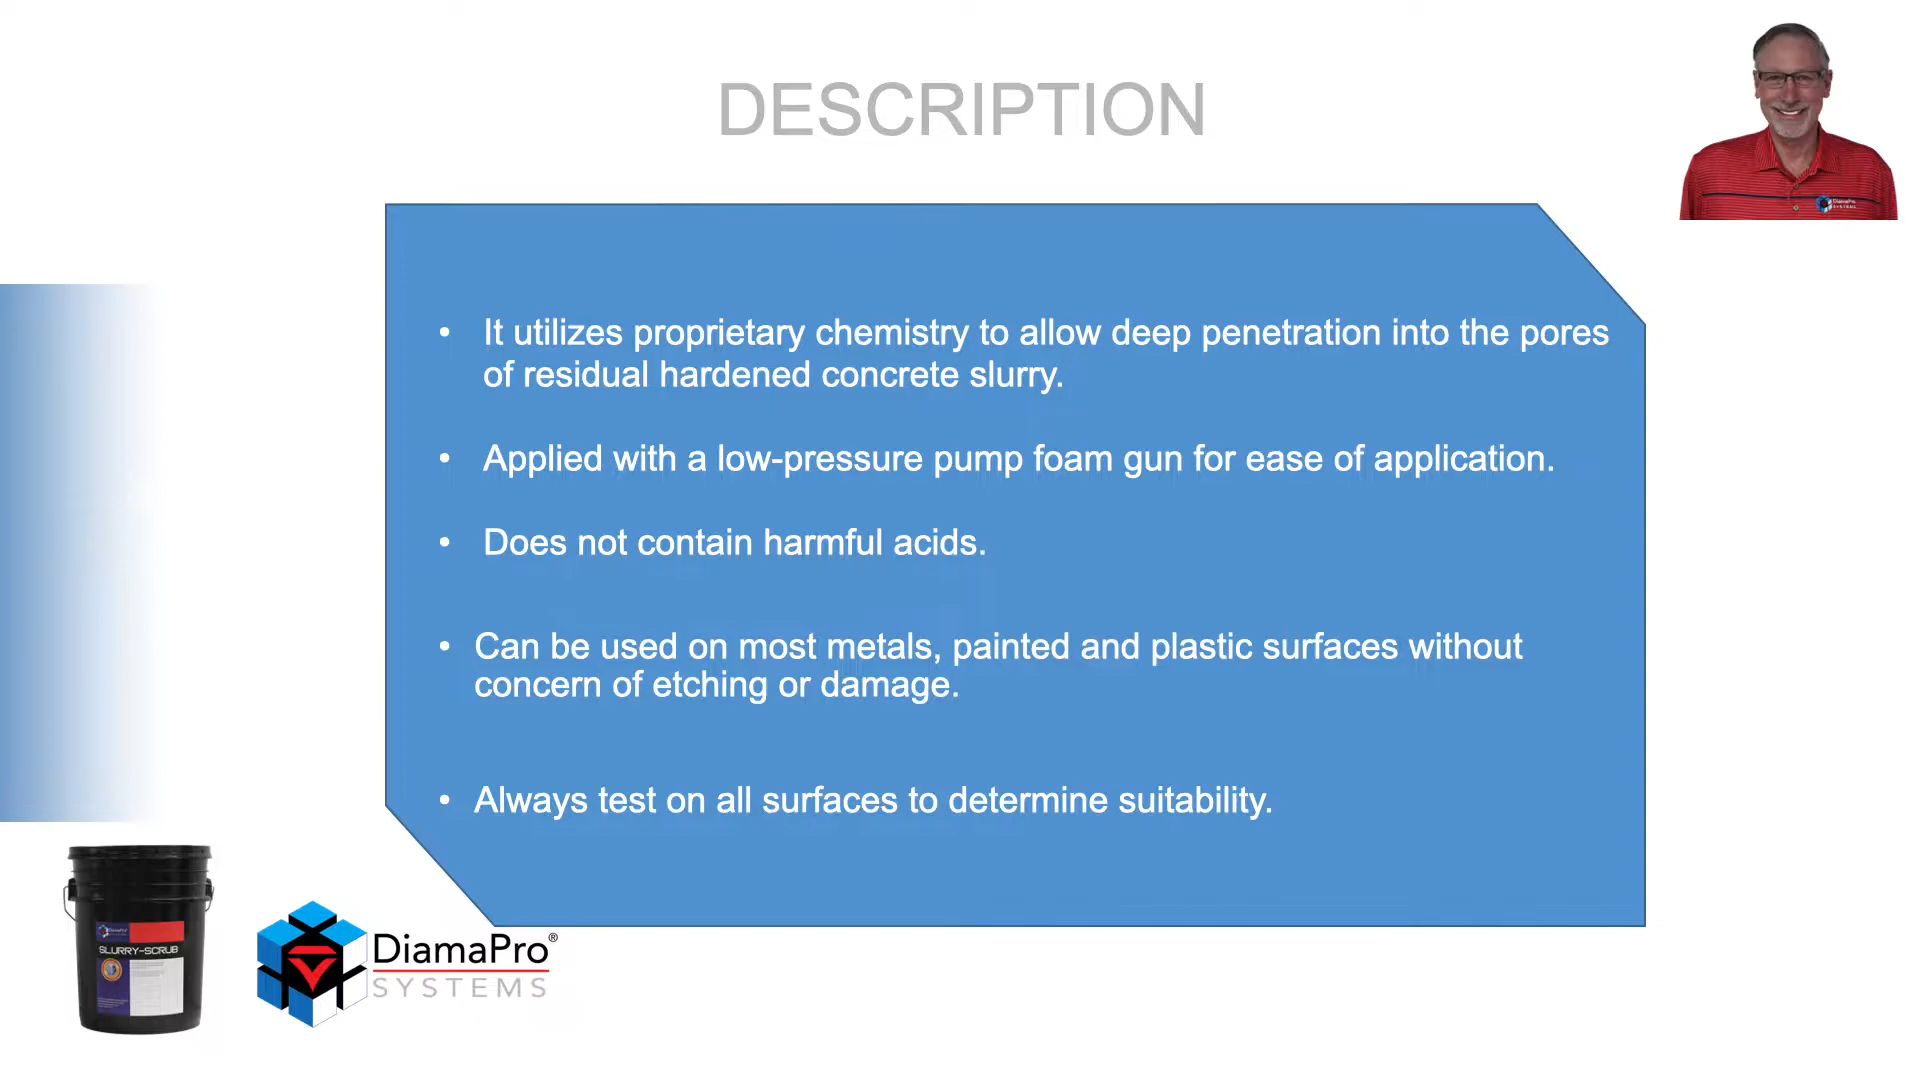 DESCRIPTION
DiamaPro
SYSTEMS
• It utilizes proprietary chemistry to allow deep penetration into the pores
of residual hardened concrete slurry.
• Applied with a low-pressure pump foam gun for ease of application.
• Does not contain harmful acids.
• Can be used on most metals, painted and plastic surfaces without
concern of etching or damage.
• Always test on all surfaces to determine suitability.
DiamaPro
SLURRY-SCRUB
DiamaPro®
SYSTEMS